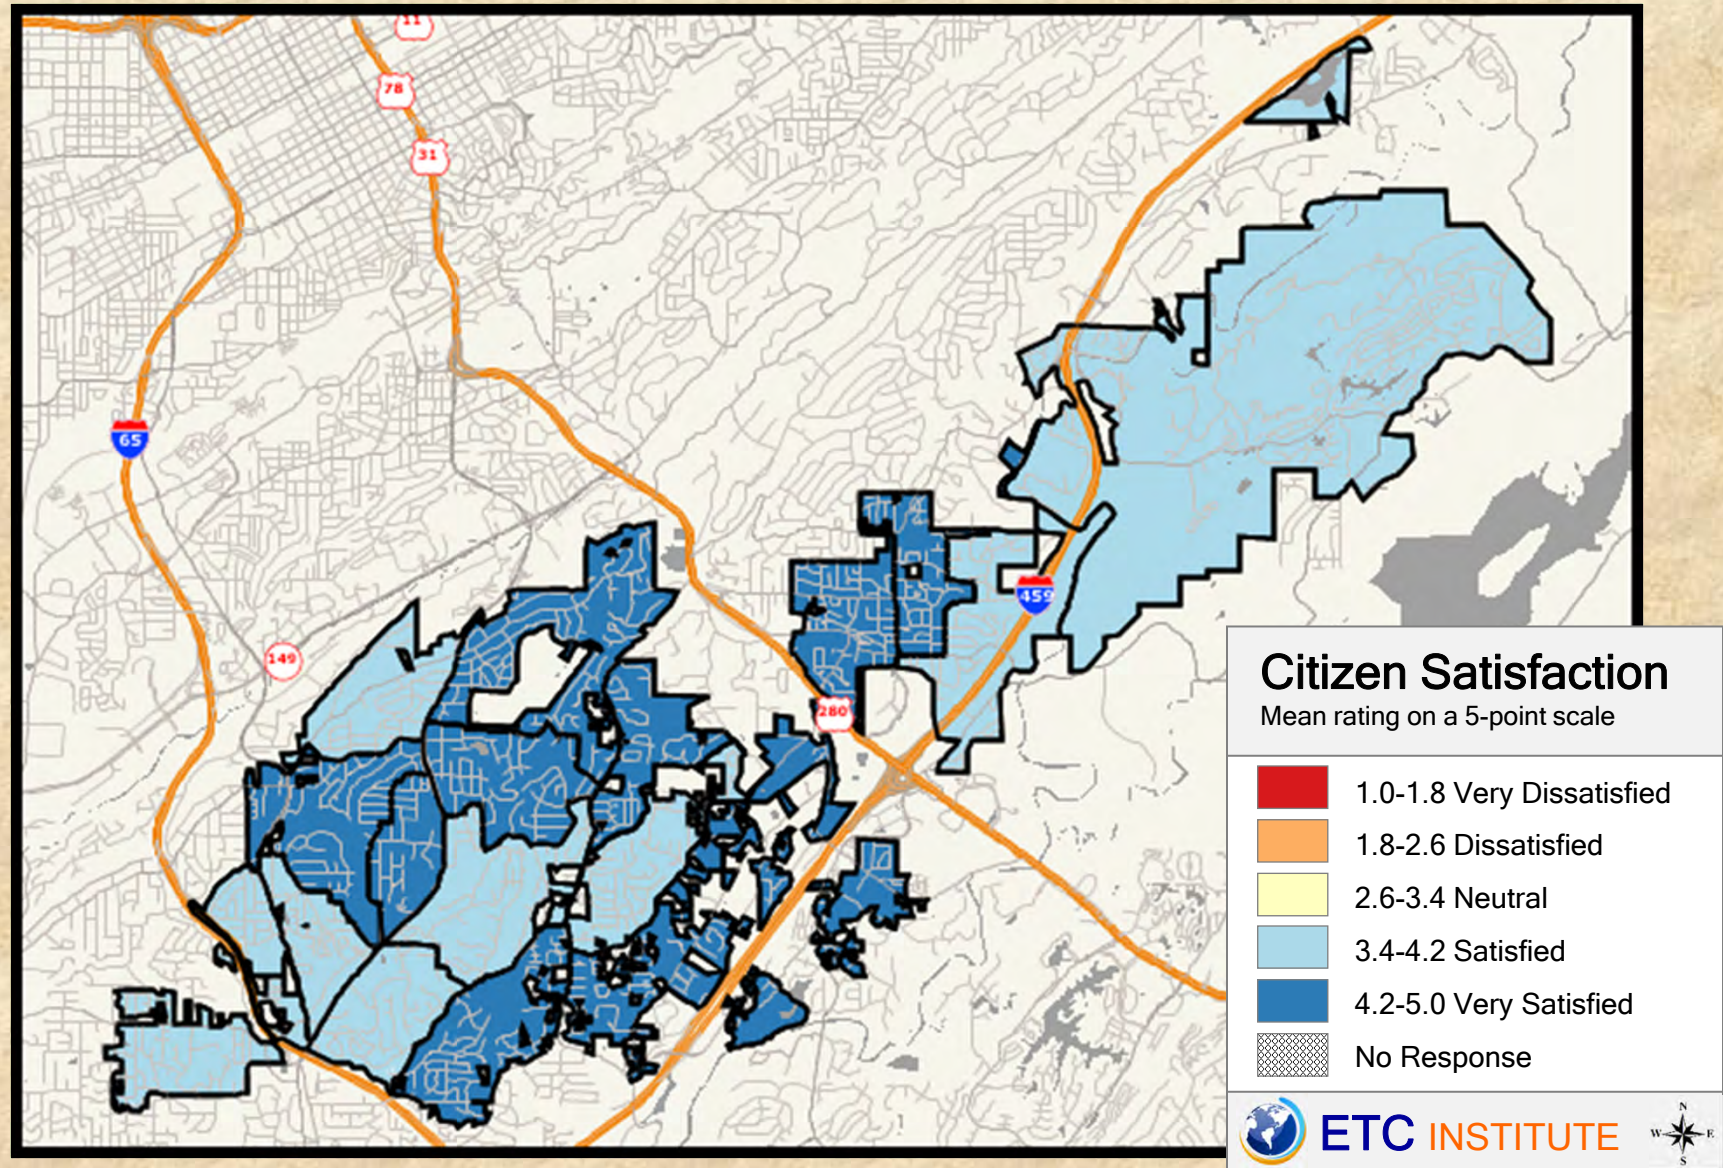 11
78
31
65
149
459
280
Citizen Satisfaction
Mean rating on a 5-point scale
1.0-1.8 Very Dissatisfied
1.8-2.6 Dissatisfied
2.6-3.4 Neutral
3.4-4.2 Satisfied
4.2-5.0 Very Satisfied
No Response
ETC INSTITUTE
N
W E
S